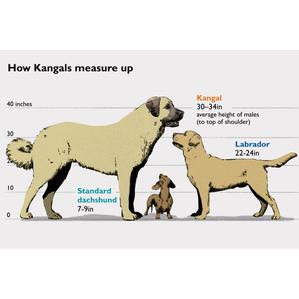 How Kangals measure up
40 inches
30
20
10
0
Kangal
30–34in
average height of males
(to top of shoulder)
Labrador
22-24in
Standard
dachshund
7-9in